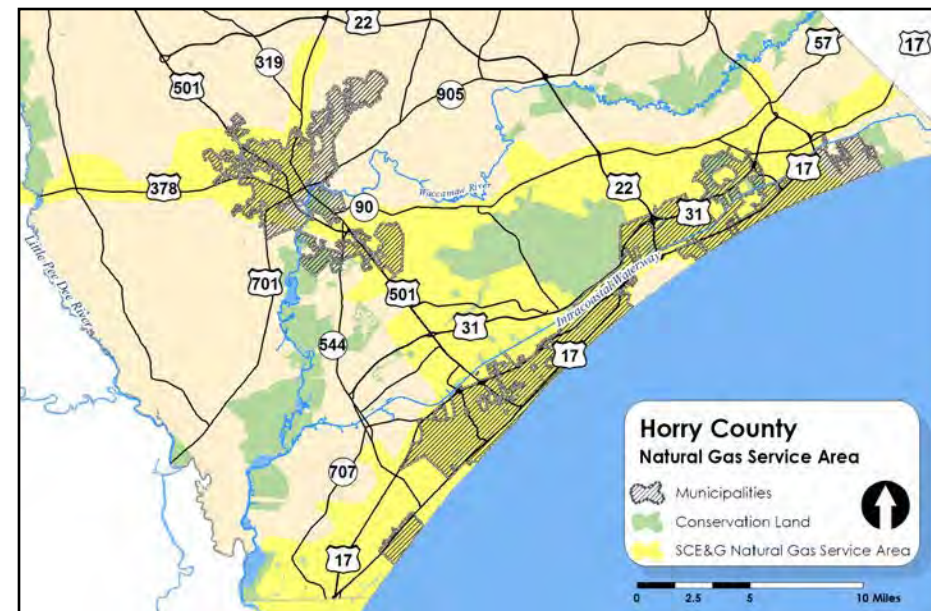 22
17
57
319
501
905
378
Waccamaw River
17
22
90
31
Little Pee Dee River
701
501
Intracoastal Waterway
31
544
17
707
17
Horry County
Natural Gas Service Area
Municipalities
Conservation Land
SCE&G Natural Gas Service Area
0 2.5 5 10 Miles